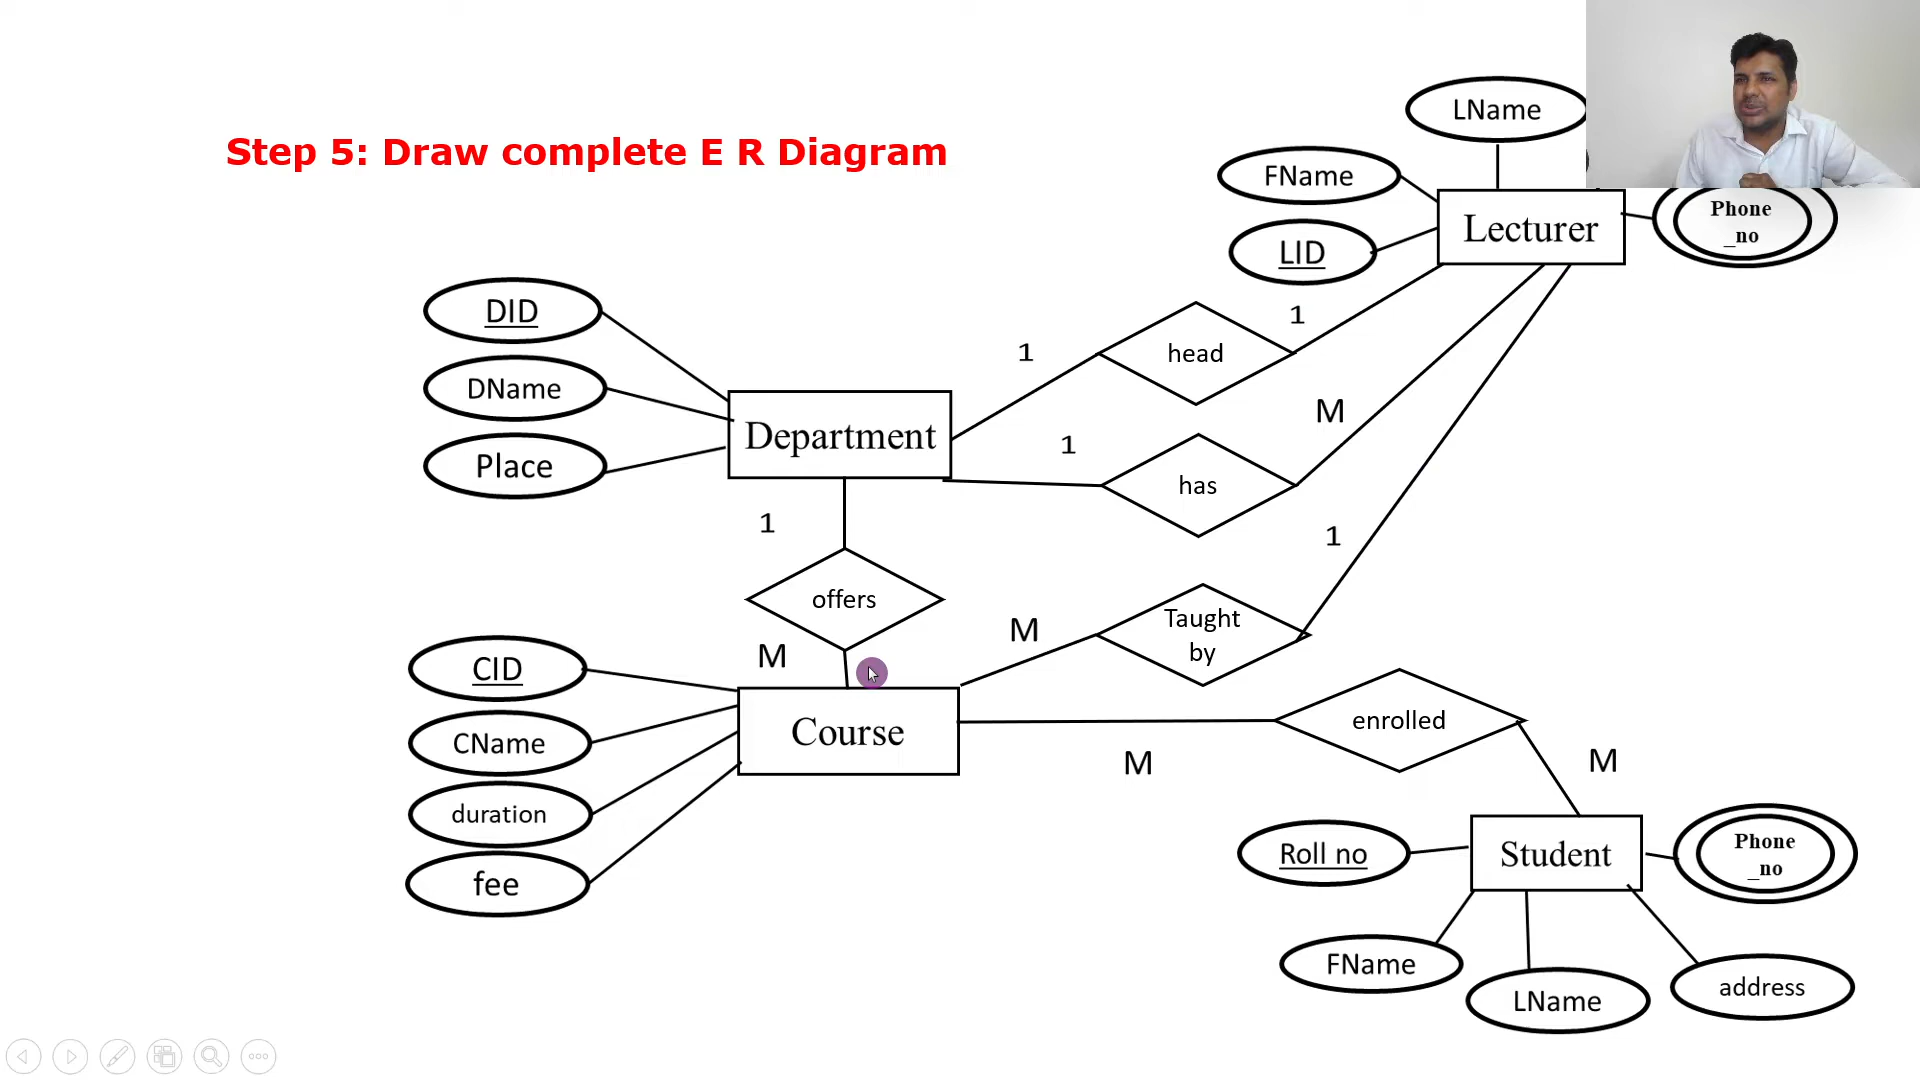 LName
Step 5: Draw complete E R Diagram
FName
Phone
_no
Lecturer
LID
DID
1
head
1
DName
Department
M
1
Place
has
1
1
offers
Taught
by
M
M
CID
enrolled
Course
CName
M
M
duration
Phone
_no
Roll no
Student
fee
FName
address
LName